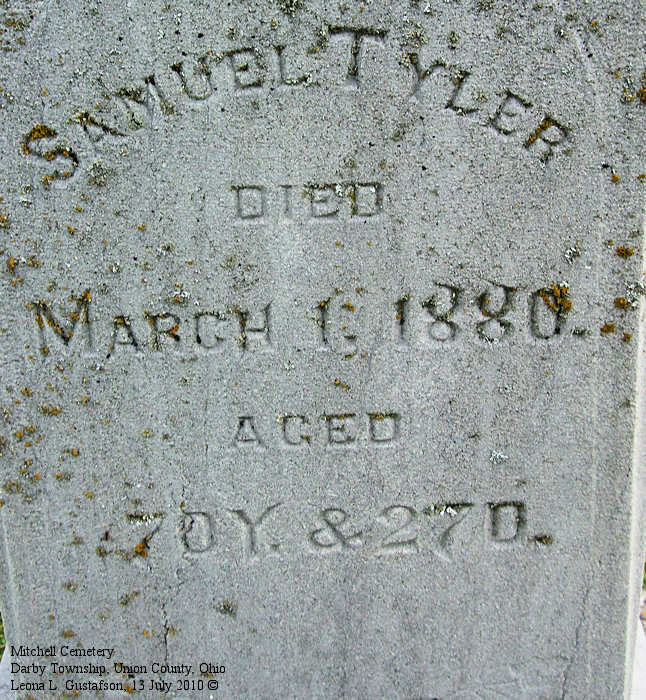 SAMUEL TYLER
DIED
MARCH 1, 1880.
AGED
70Y. & 27D.
Mitchell Cemetery
Darby Township, Union County, Ohio
Leona L. Gustafson, 13 July 2010 ©